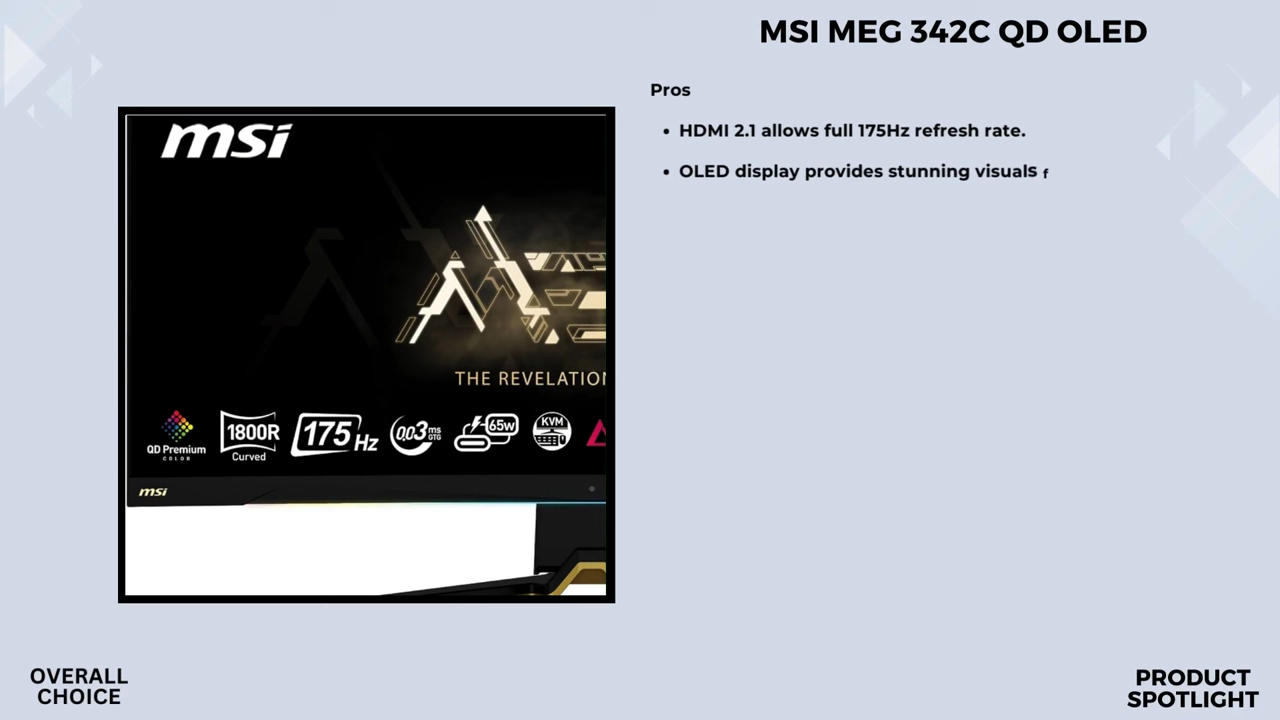 MSI MEG 342C QD OLED
Pros
• HDMI 2.1 allows full 175Hz refresh rate.
• OLED display provides stunning visuals f
msi
THE REVELATION
QD Premium
COLOR
1800R
Curved
175Hz
0.03ms
GTG
65w
KVM
msi
OVERALL
CHOICE
PRODUCT
SPOTLIGHT